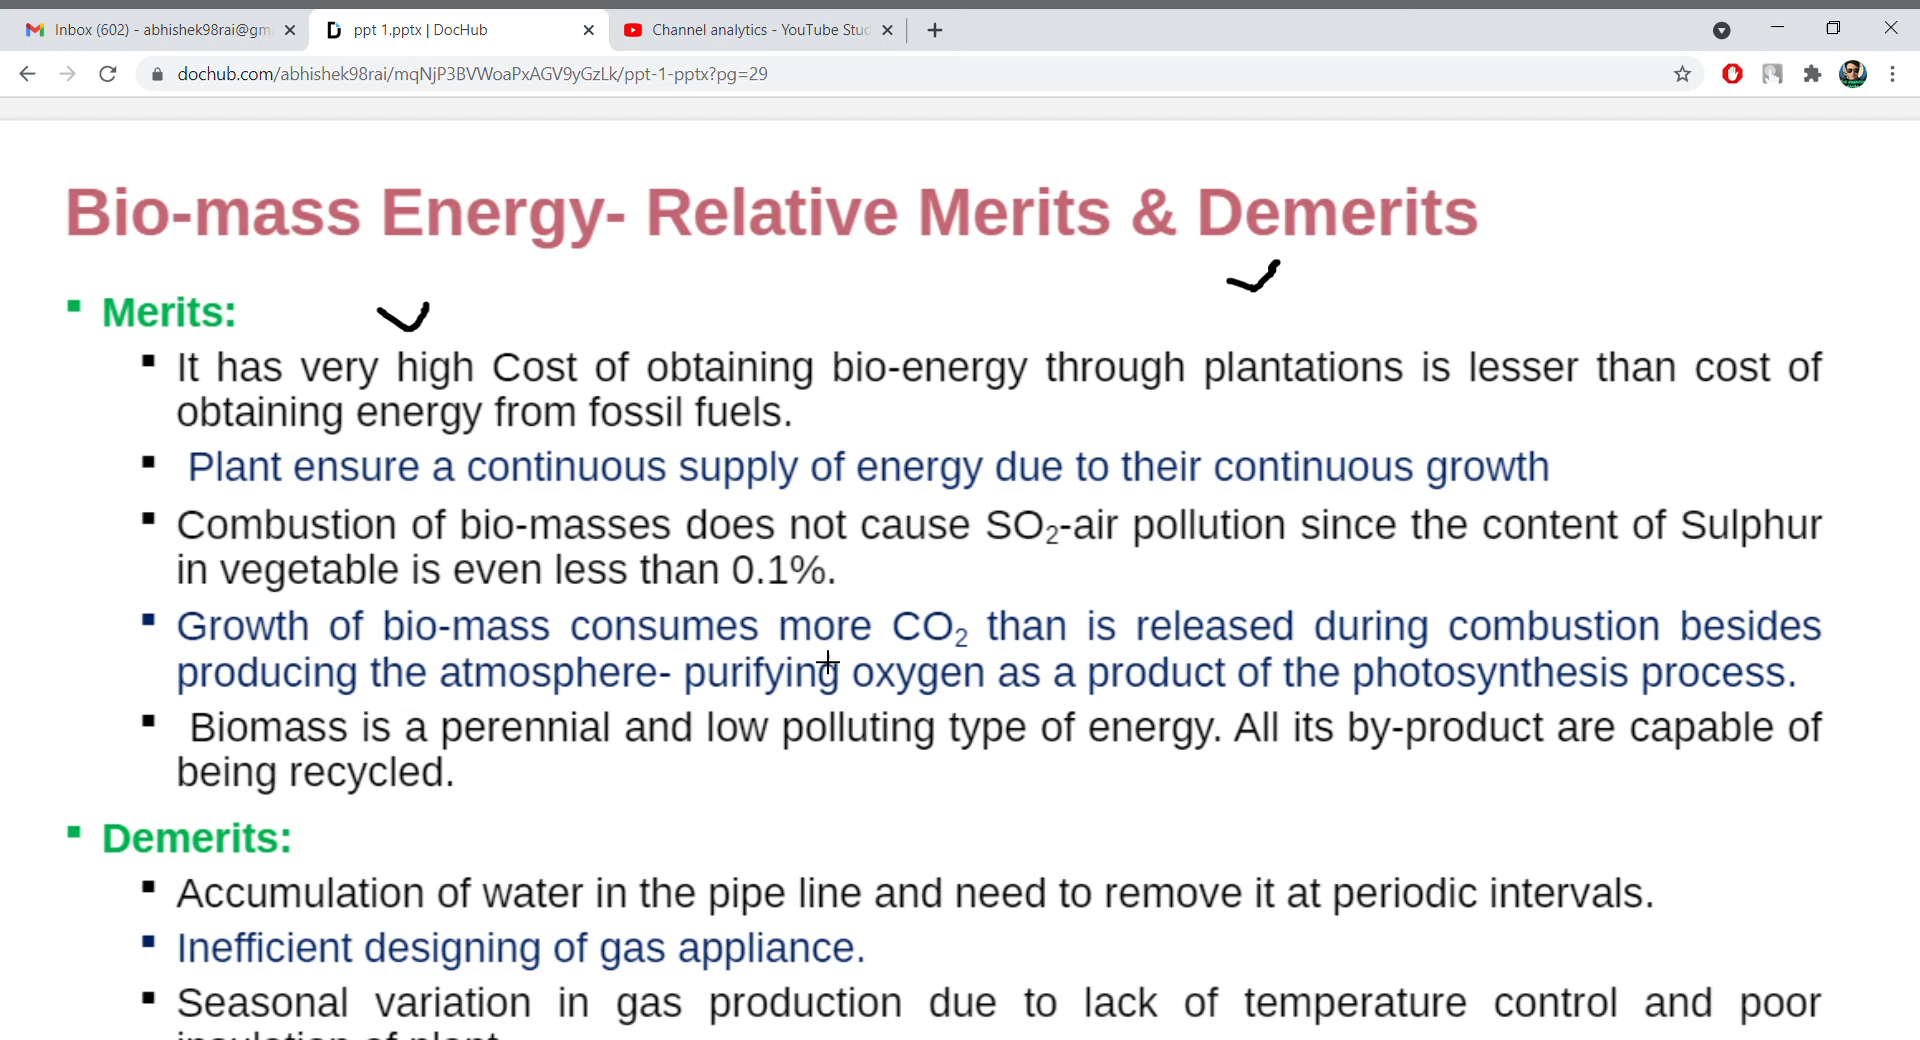 Inbox (602) - abhishek98rai@gm
ppt 1.pptx | DocHub
Channel analytics - YouTube Stud
dochub.com/abhishek98rai/mqNjP3BVWoaPxAGV9yGzLk/ppt-1-pptx?pg=29
Bio-mass Energy- Relative Merits & Demerits
Merits:
It has very high Cost of obtaining bio-energy through plantations is lesser than cost of
obtaining energy from fossil fuels.
Plant ensure a continuous supply of energy due to their continuous growth
Combustion of bio-masses does not cause SO₂-air pollution since the content of Sulphur
in vegetable is even less than 0.1%.
Growth of bio-mass consumes more CO₂ than is released during combustion besides
producing the atmosphere- purifying oxygen as a product of the photosynthesis process.
Biomass is a perennial and low polluting type of energy. All its by-product are capable of
being recycled.
Demerits:
Accumulation of water in the pipe line and need to remove it at periodic intervals.
Inefficient designing of gas appliance.
Seasonal variation in gas production due to lack of temperature control and poor
insulation of plant